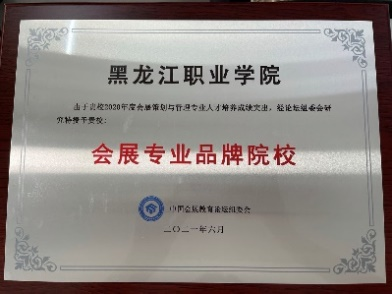 黑龙江职业学院
由于贵校2020年度会展策划与管理专业人才培养成绩突出，经论坛组委会研
究特授予贵校：
会展专业品牌院校
中国会展教育论坛组委会
二〇二一年六月